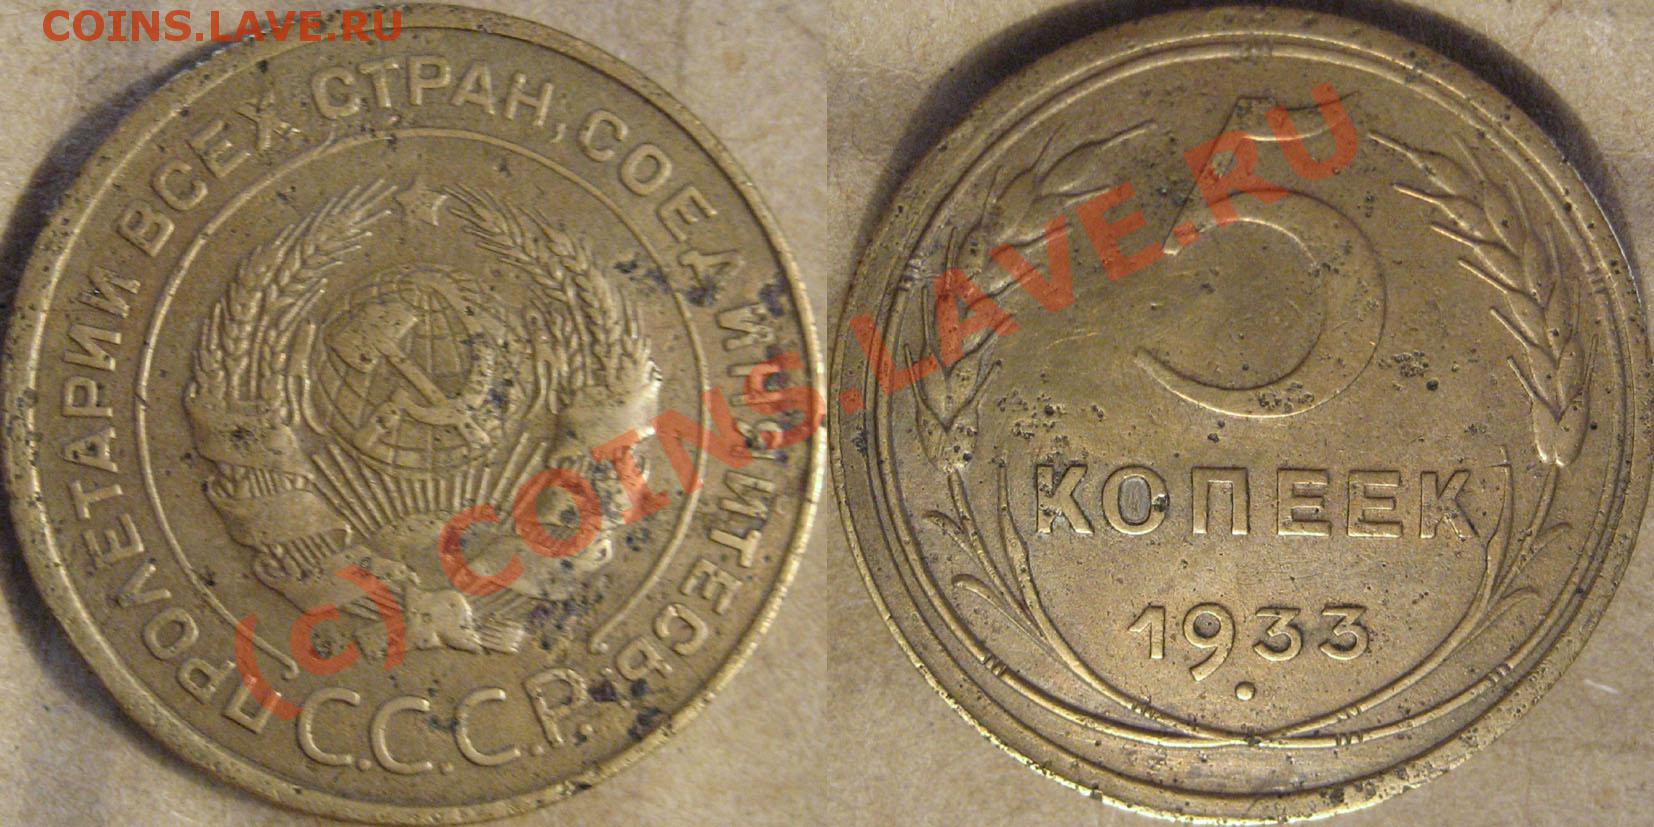 COINS.LAVE.RU
ПРОЛЕТАРИИ ВСЕХ СТРАН, СОЕДИНЯЙТЕСЬ!
С.С.С.Р.
5
КОПЕЕК
1933
(c) COINS.LAVE.RU